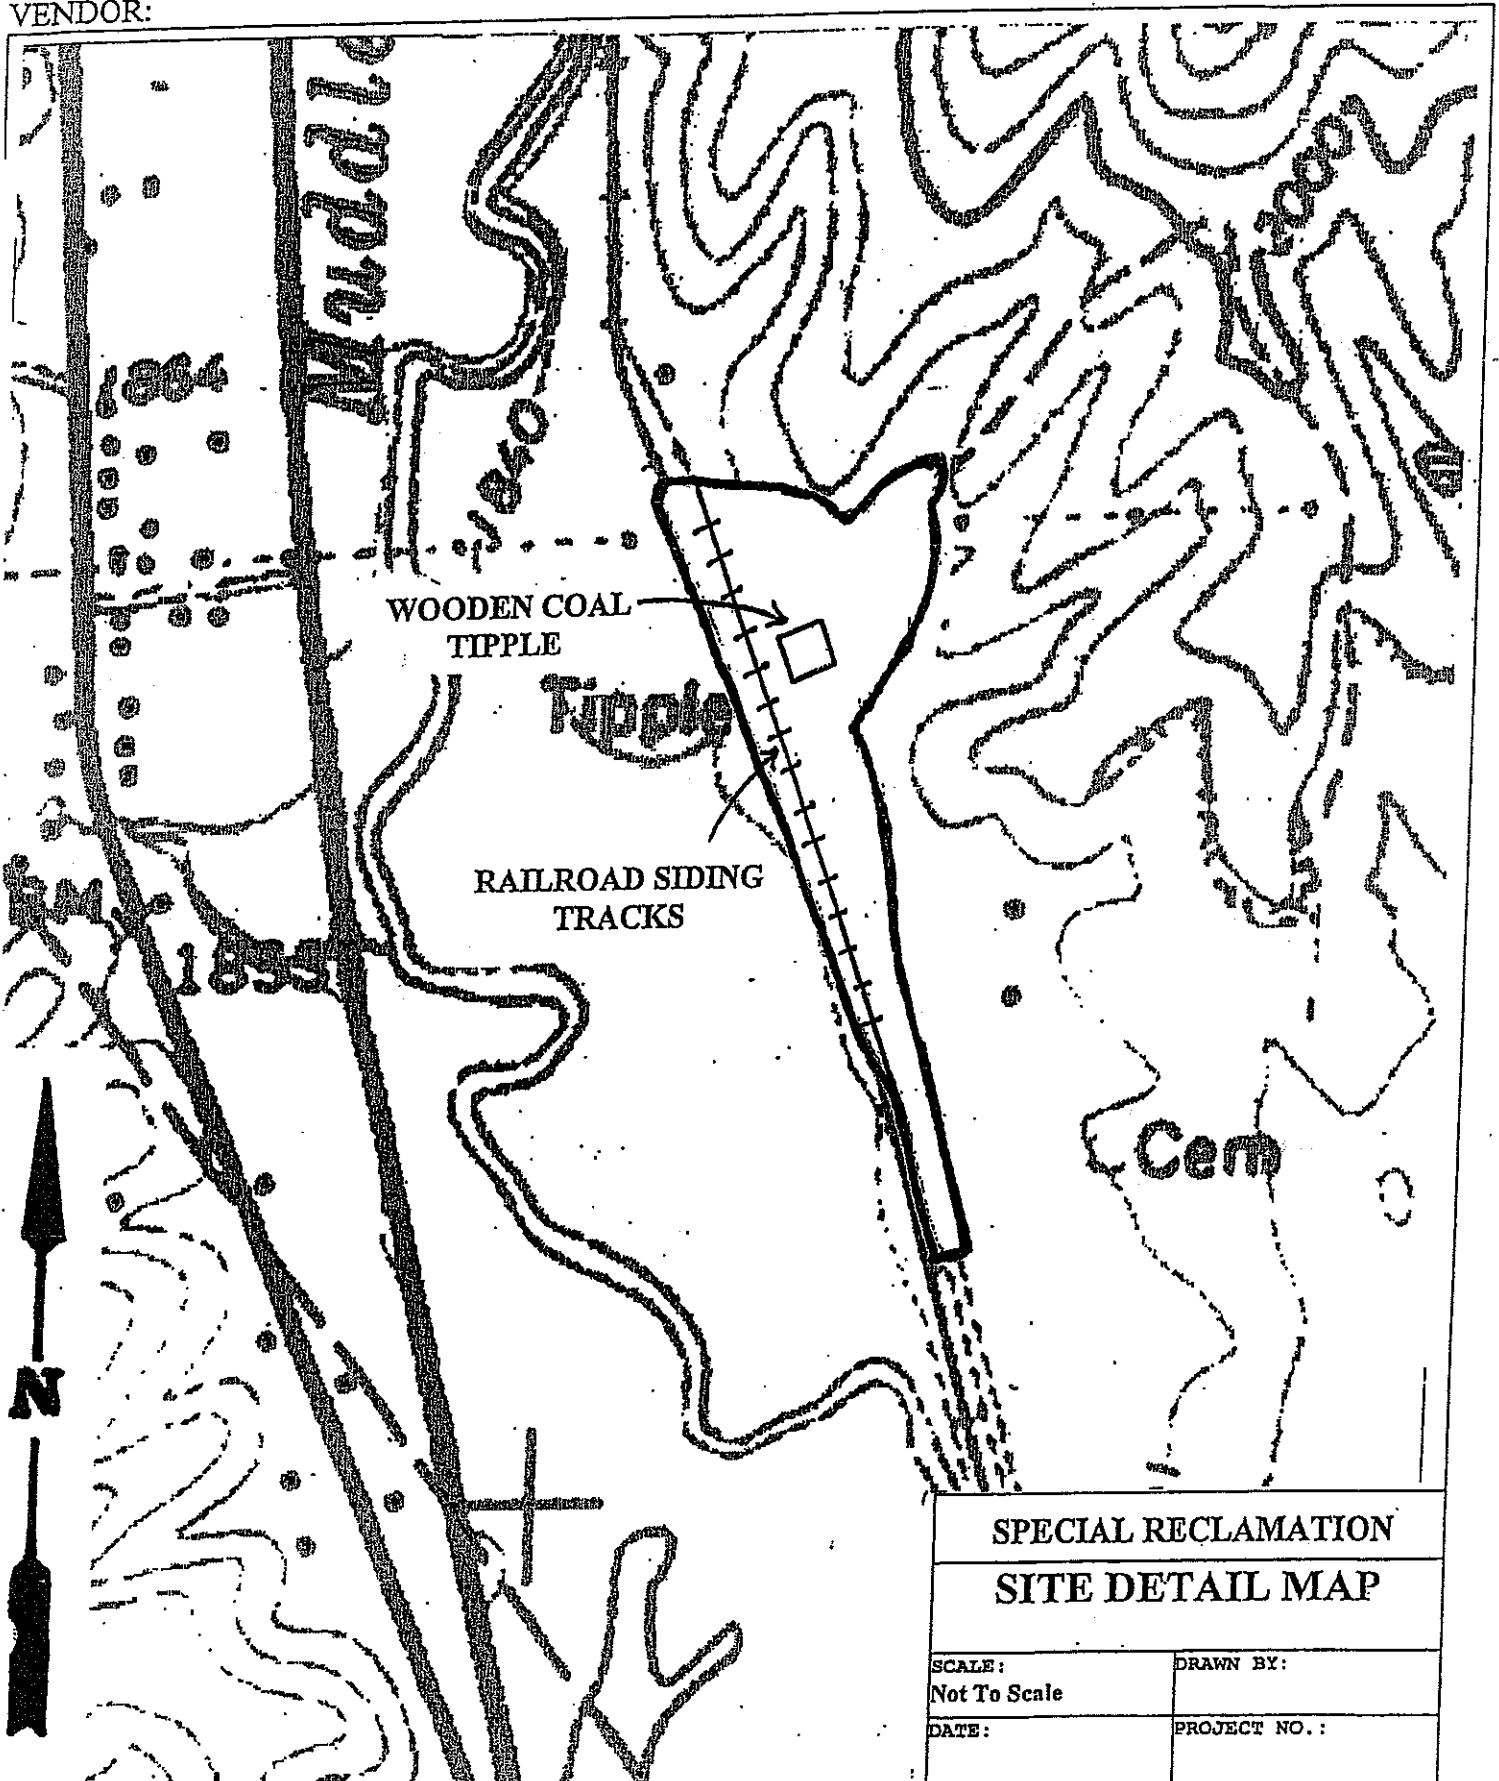 VENDOR:
1864
1840
WOODEN COAL
TIPPLE
Tipple
RAILROAD SIDING
TRACKS
1855
Cem
N
SPECIAL RECLAMATION
SITE DETAIL MAP
SCALE:
Not To Scale
DRAWN BY:
DATE:
PROJECT NO.: